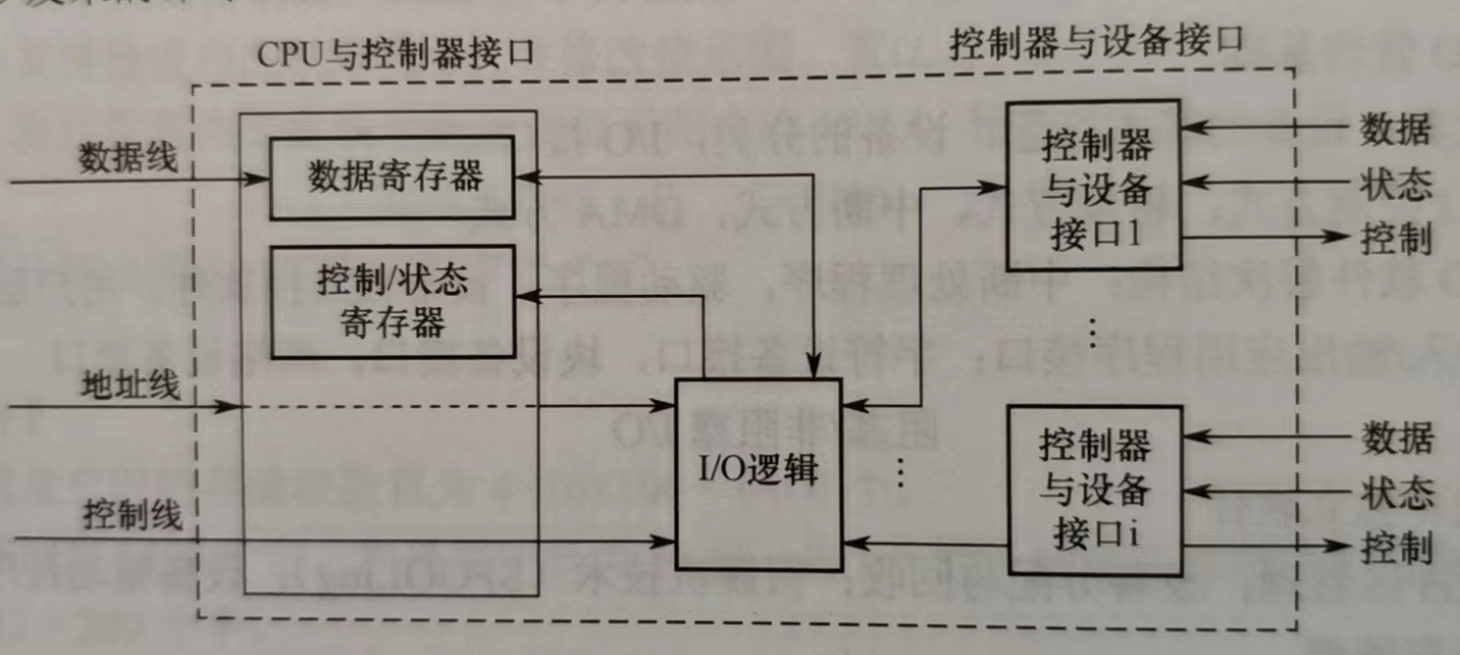 CPU与控制器接口
控制器与设备接口
数据线
数据寄存器
控制/状态
寄存器
地址线
控制线
I/O逻辑
控制器
与设备
接口1
数据
状态
控制
⋮
⋮
控制器
与设备
接口i
数据
状态
控制